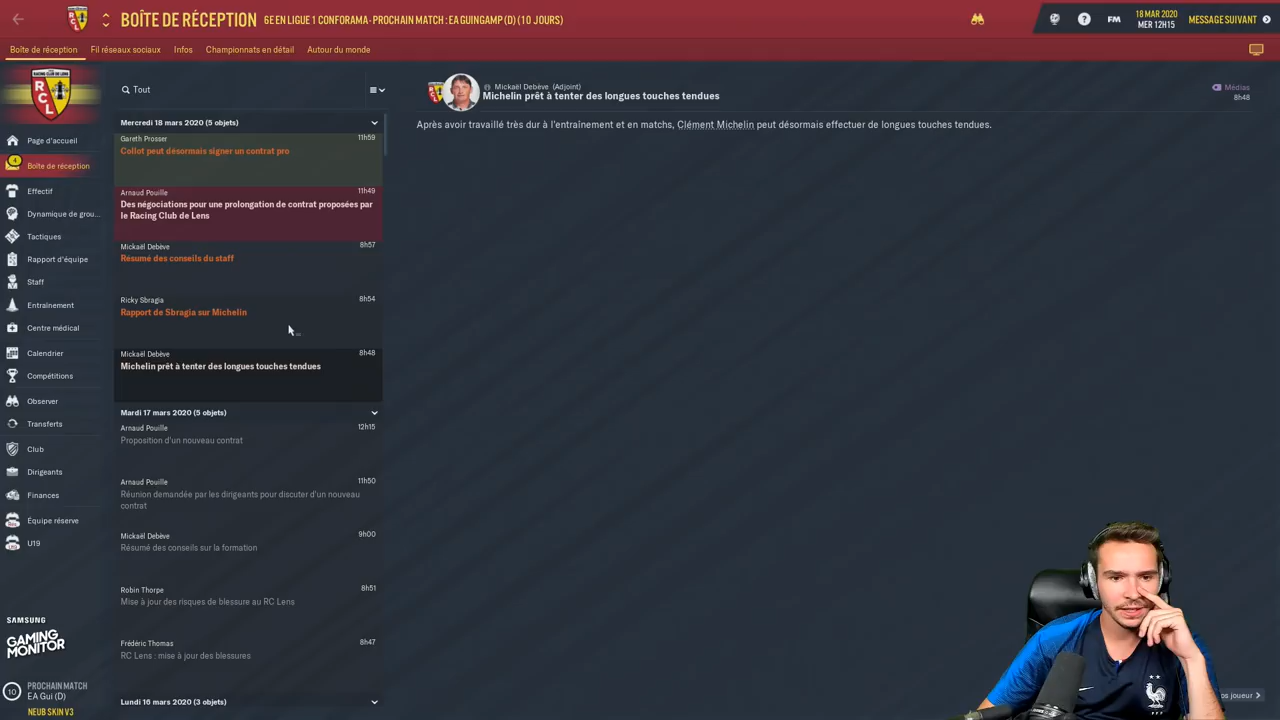 BOÎTE DE RÉCEPTION
6E EN LIGUE 1 CONFORAMA - PROCHAIN MATCH : EA GUINGAMP (D) (10 JOURS)
FM
18 MAR 2020
MER 12H15
MESSAGE SUIVANT
Boîte de réception
Fil réseaux sociaux
Infos
Championnats en détail
Autour du monde
RACING CLUB DE LENS
RCL
Page d'accueil
4
Boîte de réception
Effectif
Dynamique de grou...
Tactiques
Rapport d'équipe
Staff
Entraînement
Centre médical
Calendrier
Compétitions
Observer
Transferts
Club
Dirigeants
Finances
Équipe réserve
U19
SAMSUNG
GAMING
MONITOR
10
PROCHAIN MATCH
EA Gui (D)
NEUB SKIN V3
Tout
Mercredi 18 mars 2020 (5 objets)
Gareth Prosser
11h59
Collot peut désormais signer un contrat pro
Arnaud Pouille
11h49
Des négociations pour une prolongation de contrat proposées par
le Racing Club de Lens
Mickaël Debève
8h57
Résumé des conseils du staff
Ricky Sbragia
8h54
Rapport de Sbragia sur Michelin
Mickaël Debève
8h48
Michelin prêt à tenter des longues touches tendues
Mardi 17 mars 2020 (5 objets)
Arnaud Pouille
12h15
Proposition d'un nouveau contrat
Arnaud Pouille
11h50
Réunion demandée par les dirigeants pour discuter d'un nouveau
contrat
Mickaël Debève
9h00
Résumé des conseils sur la formation
Robin Thorpe
8h51
Mise à jour des risques de blessure au RC Lens
Frédéric Thomas
8h47
RC Lens : mise à jour des blessures
Lundi 16 mars 2020 (3 objets)
Mickaël Debève (Adjoint)
Michelin prêt à tenter des longues touches tendues
Médias
8h48
Après avoir travaillé très dur à l'entraînement et en matchs, Clément Michelin peut désormais effectuer de longues touches tendues.
joueur